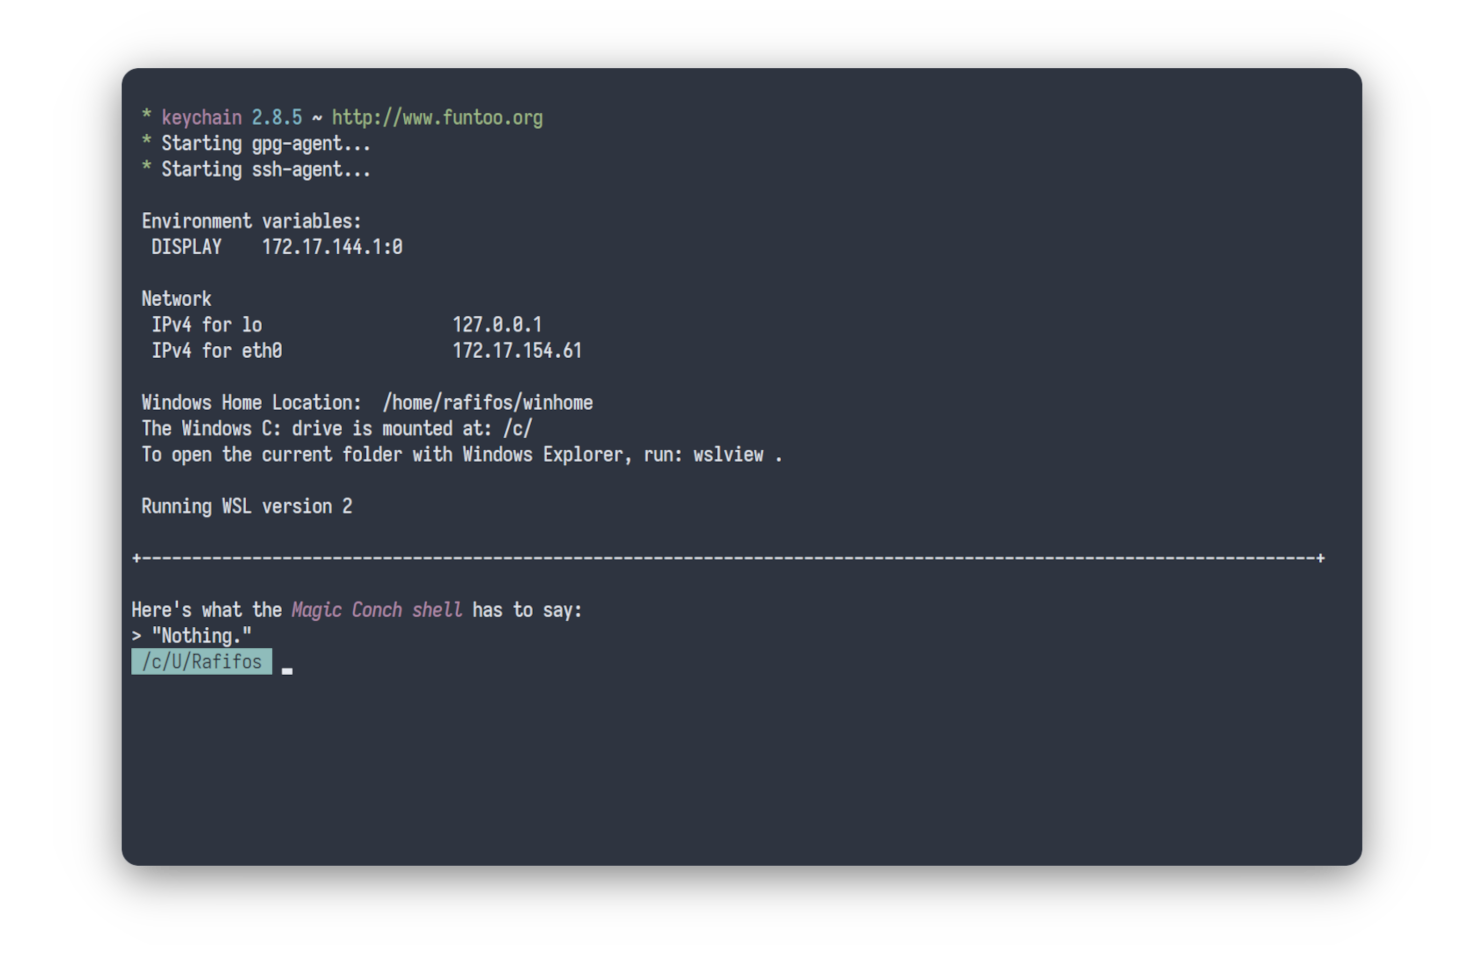 * keychain 2.8.5 ~ http://www.funtoo.org
* Starting gpg-agent...
* Starting ssh-agent...
Environment variables:
DISPLAY    172.17.144.1:0
Network
IPv4 for lo                   127.0.0.1
IPv4 for eth0                 172.17.154.61
Windows Home Location:  /home/rafifos/winhome
The Windows C: drive is mounted at: /c/
To open the current folder with Windows Explorer, run: wslview .
Running WSL version 2
+---------------------------------------------------------------------------------------------------------------------+
Here's what the Magic Conch shell has to say:
> "Nothing."
/c/U/Rafifos